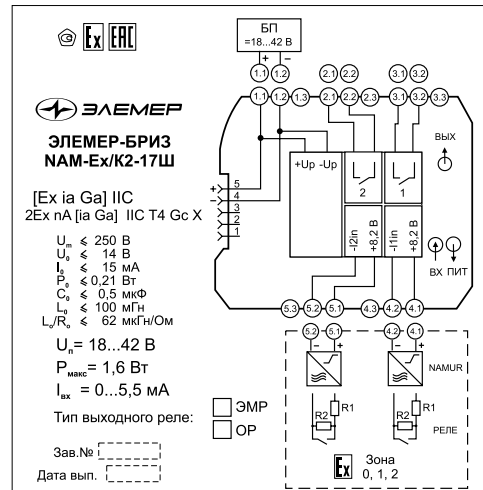 Ex EAC
ЭЛЕМЕР
ЭЛЕМЕР-БРИЗ
NAM-Ex/K2-17Ш
[Ex ia Ga] IIC
2Ex nA [ia Ga] IIC T4 Gc X
Uₘ ≤ 250 В
U₀ ≤ 14 В
I₀ ≤ 15 мА
P₀ ≤ 0,21 Вт
C₀ ≤ 0,5 мкФ
L₀ ≤ 100 мГн
L₀/R₀ ≤ 62 мкГн/Ом
Uп = 18...42 В
Pмакс = 1,6 Вт
Iвх = 0...5,5 мА
Тип выходного реле:
ЭМР
ОР
Зав.№
Дата вып.
БП
=18...42 В
+ −
1.1 1.2 2.1 2.2 3.1 3.2
1.1 1.2 1.3 2.1 2.2 2.3 3.1 3.2 3.3
ВЫХ
+Up -Up
2 1
+ 5
− 4
3
2
1
-I2in +8,2 В -I1in +8,2 В
ВХ ПИТ
5.3 5.2 5.1 4.3 4.2 4.1
5.2 5.1 4.2 4.1
− + − +
NAMUR
R2 R1 R2 R1
РЕЛЕ
Ex Зона
0, 1, 2